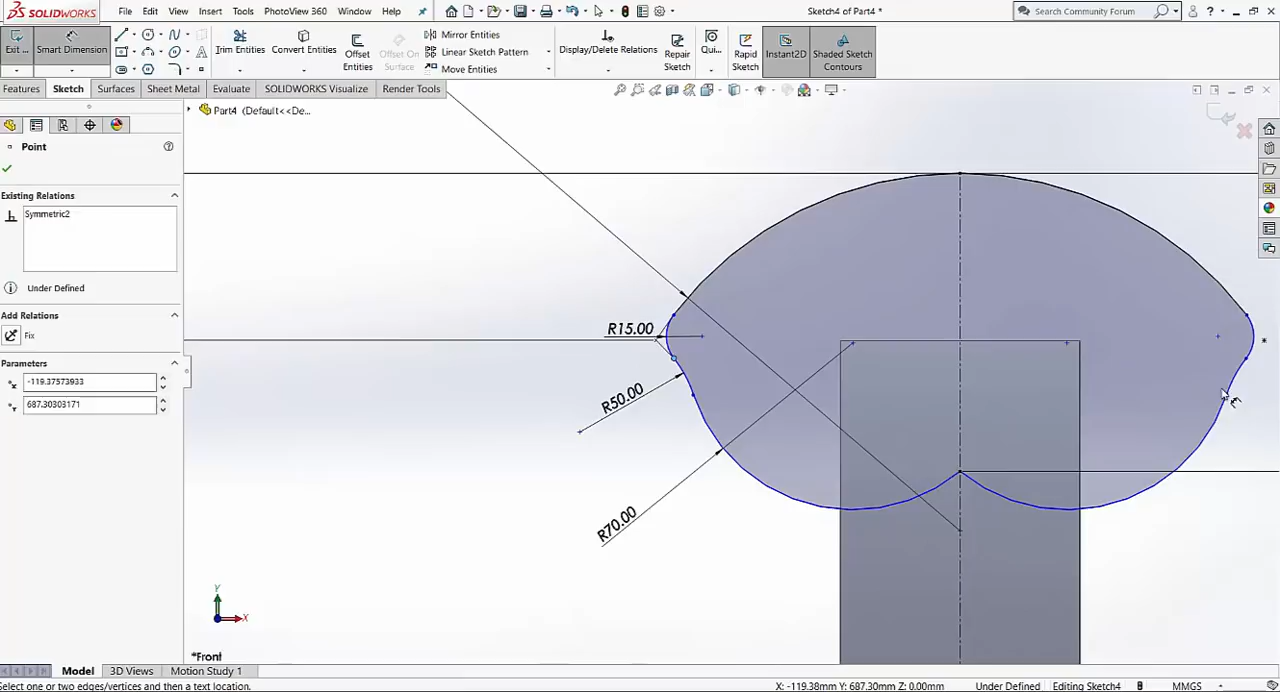 SOLIDWORKS File Edit View Insert Tools PhotoView 360 Window Help Sketch4 of Part4 * Search Community Forum ?
Exit ... Smart Dimension Trim Entities Convert Entities Offset Entities Offset On Surface Mirror Entities Linear Sketch Pattern Move Entities Display/Delete Relations Repair Sketch Qui... Rapid Sketch Instant2D Shaded Sketch Contours
Features Sketch Surfaces Sheet Metal Evaluate SOLIDWORKS Visualize Render Tools
Part4 (Default<<De...
Point
Existing Relations
Symmetric2
Under Defined
Add Relations
Fix
Parameters
-119.37573933
687.30303171
R15.00
R50.00
R70.00
Y
X
*Front
Model 3D Views Motion Study 1
Select one or two edges/vertices and then a text location. X: -119.38mm Y: 687.30mm Z: 0.00mm Under Defined Editing Sketch4 MMGS